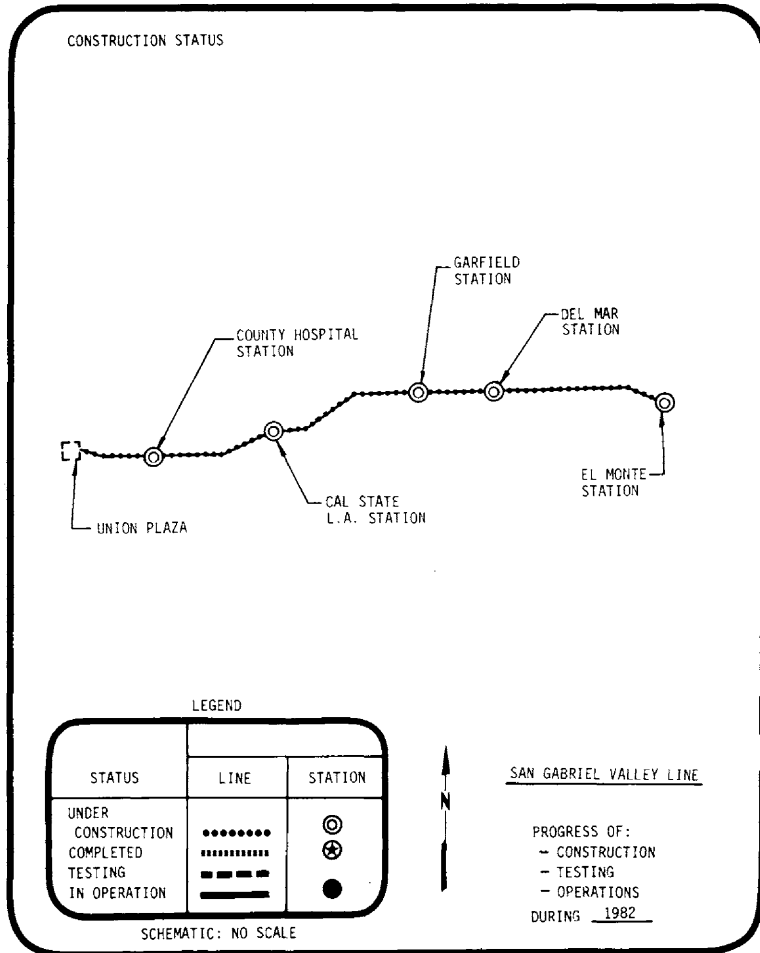 CONSTRUCTION STATUS
GARFIELD
STATION
DEL MAR
STATION
COUNTY HOSPITAL
STATION
EL MONTE
STATION
CAL STATE
L.A. STATION
UNION PLAZA
LEGEND
STATUS LINE STATION
UNDER
CONSTRUCTION
COMPLETED
TESTING
IN OPERATION
SCHEMATIC: NO SCALE
N
SAN GABRIEL VALLEY LINE
PROGRESS OF:
- CONSTRUCTION
- TESTING
- OPERATIONS
DURING 1982